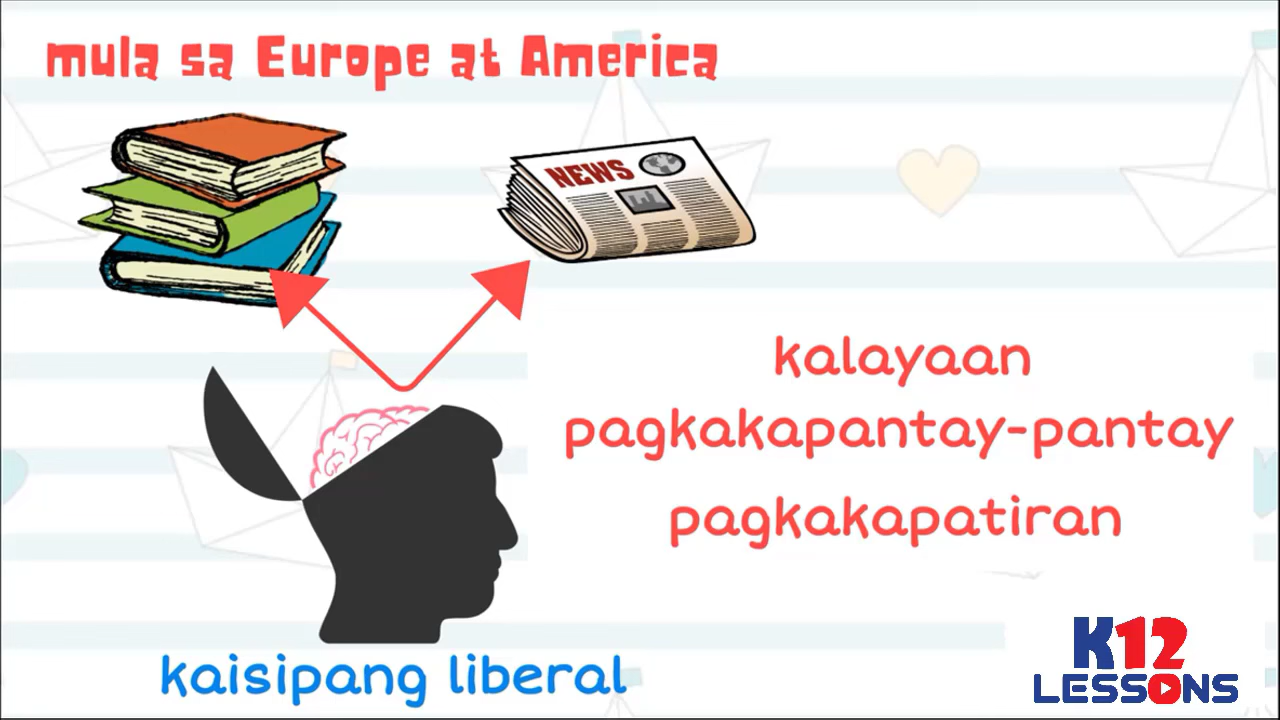 mula sa Europe at America
NEWS
kalayaan
pagkakapantay-pantay
pagkakapatiran
kaisipang liberal
K12
LESSONS